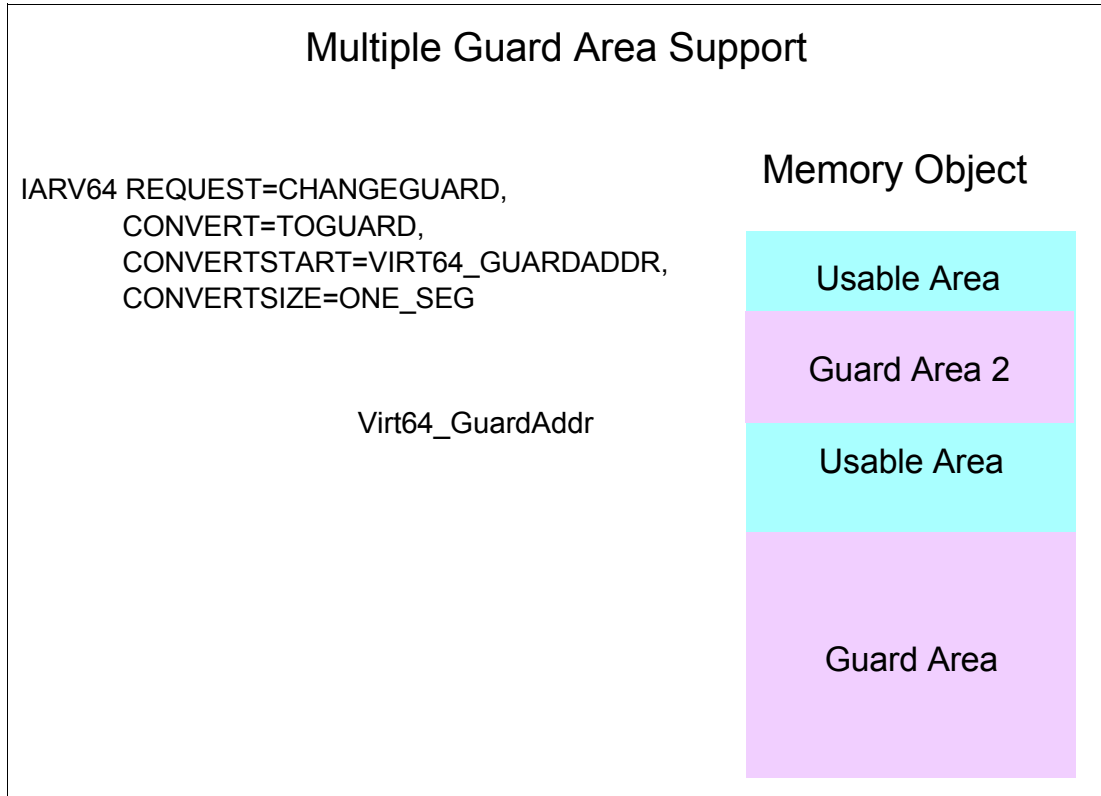 Multiple Guard Area Support
IARV64 REQUEST=CHANGEGUARD,
CONVERT=TOGUARD,
CONVERTSTART=VIRT64_GUARDADDR,
CONVERTSIZE=ONE_SEG
Virt64_GuardAddr
Memory Object
Usable Area
Guard Area 2
Usable Area
Guard Area